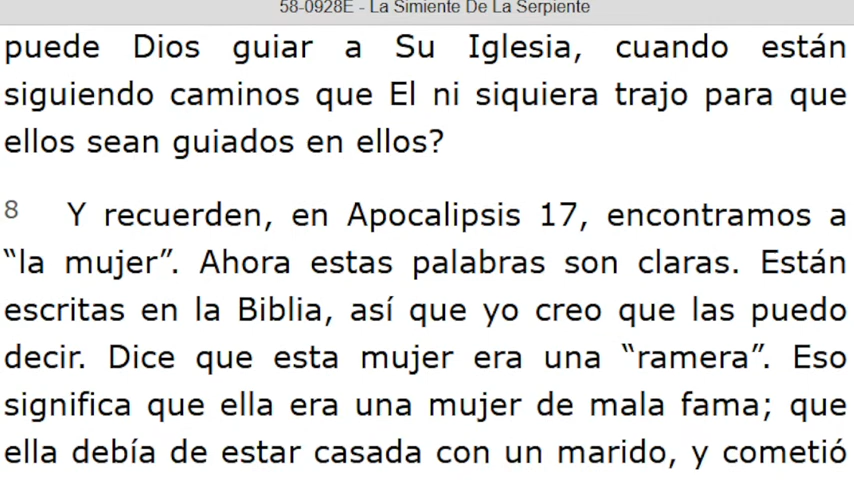 58-0928E - La Simiente De La Serpiente
puede Dios guiar a Su Iglesia, cuando están
siguiendo caminos que El ni siquiera trajo para que
ellos sean guiados en ellos?
8 Y recuerden, en Apocalipsis 17, encontramos a
“la mujer”. Ahora estas palabras son claras. Están
escritas en la Biblia, así que yo creo que las puedo
decir. Dice que esta mujer era una “ramera”. Eso
significa que ella era una mujer de mala fama; que
ella debía de estar casada con un marido, y cometió